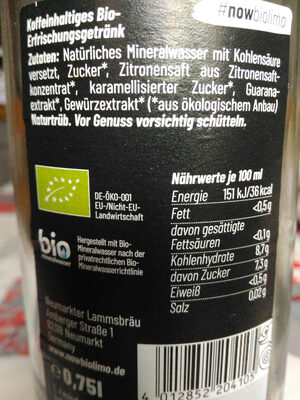 #nowbiolimo
Koffeinhaltiges Bio-
Erfrischungsgetränk
Zutaten: Natürliches Mineralwasser mit Kohlensäure
versetzt, Zucker*, Zitronensaft aus Zitronensaft-
konzentrat*, karamellisierter Zucker*, Guarana-
extrakt*, Gewürzextrakt* (*aus ökologischem Anbau)
Naturtrüb. Vor Genuss vorsichtig schütteln.
DE-ÖKO-001
EU-/Nicht-EU-
Landwirtschaft
bio
mineralwasser
Hergestellt mit Bio-
Mineralwasser nach der
privatrechtlichen Bio-
Mineralwasserrichtlinie
Nährwerte je 100 ml
Energie 151 kJ/36 kcal
Fett <0,5g
davon gesättigte
Fettsäuren <0,1g
Kohlenhydrate 8,7g
davon Zucker 7,3g
Eiweiß <0,5g
Salz 0,02g
Neumarkter Lammsbräu
Amberger Straße 1
92318 Neumarkt
www.nowbiolimo.de
e 0,75l
4 012852 204105